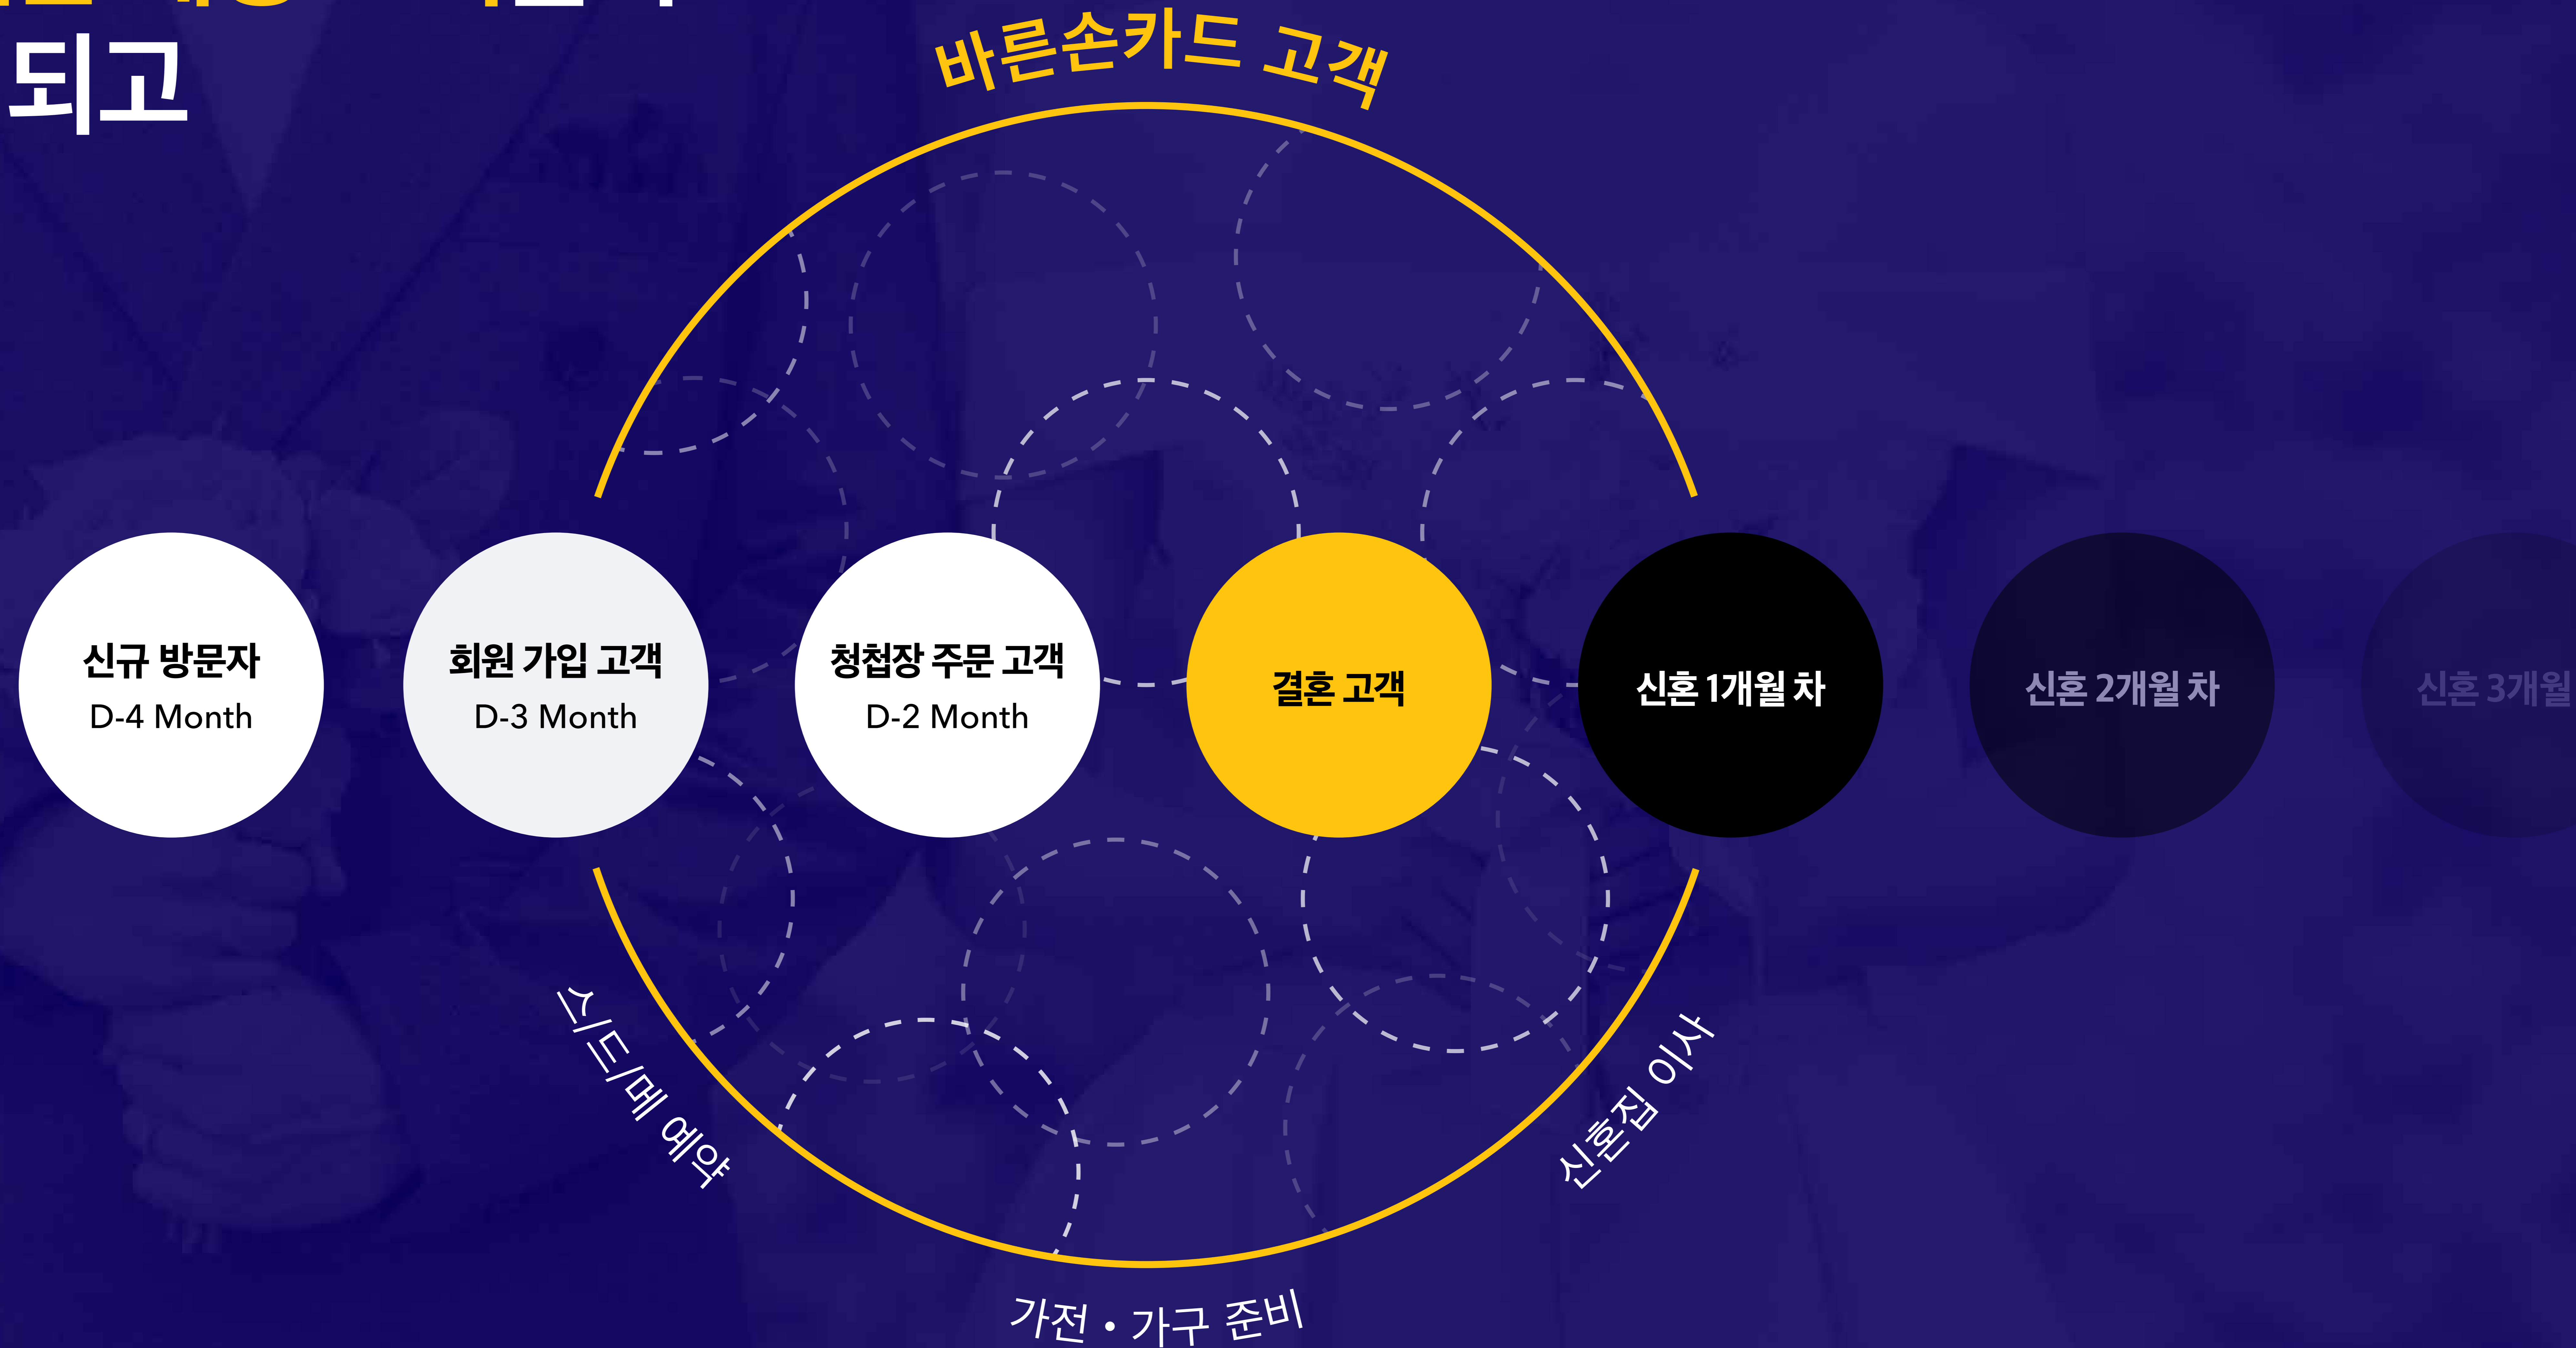 되고
바른손카드 고객
신규 방문자
D-4 Month
회원 가입 고객
D-3 Month
청첩장 주문 고객
D-2 Month
결혼 고객
신혼 1개월 차
신혼 2개월 차
신혼 3개월
스/드/메 예약
가전 • 가구 준비
신혼집 이사